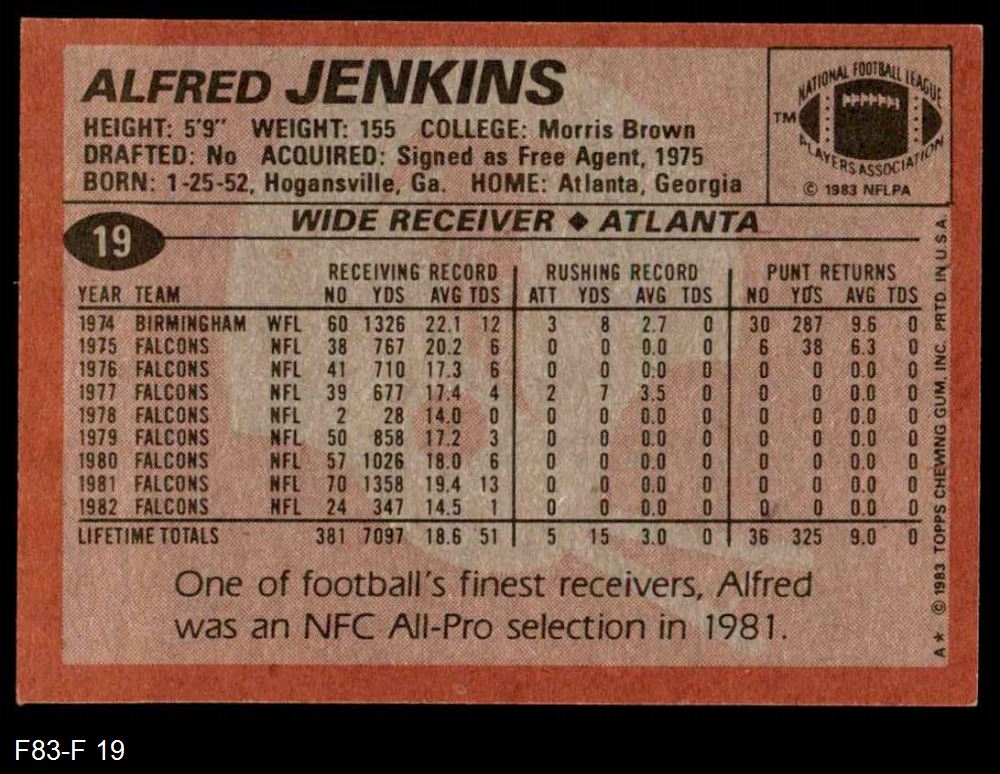 ALFRED JENKINS
HEIGHT: 5'9" WEIGHT: 155 COLLEGE: Morris Brown
DRAFTED: No ACQUIRED: Signed as Free Agent, 1975
BORN: 1-25-52, Hogansville, Ga. HOME: Atlanta, Georgia
NATIONAL FOOTBALL LEAGUE
TM
PLAYERS ASSOCIATION
© 1983 NFLPA
WIDE RECEIVER ♦ ATLANTA
19
RECEIVING RECORD RUSHING RECORD PUNT RETURNS
YEAR TEAM NO YDS AVG TDS ATT YDS AVG TDS NO YDS AVG TDS
1974 BIRMINGHAM WFL 60 1326 22.1 12 3 8 2.7 0 30 287 9.6 0
1975 FALCONS NFL 38 767 20.2 6 0 0 0.0 0 6 38 6.3 0
1976 FALCONS NFL 41 710 17.3 6 0 0 0.0 0 0 0 0.0 0
1977 FALCONS NFL 39 677 17.4 4 2 7 3.5 0 0 0 0.0 0
1978 FALCONS NFL 2 28 14.0 0 0 0 0.0 0 0 0 0.0 0
1979 FALCONS NFL 50 858 17.2 3 0 0 0.0 0 0 0 0.0 0
1980 FALCONS NFL 57 1026 18.0 6 0 0 0.0 0 0 0 0.0 0
1981 FALCONS NFL 70 1358 19.4 13 0 0 0.0 0 0 0 0.0 0
1982 FALCONS NFL 24 347 14.5 1 0 0 0.0 0 0 0 0.0 0
LIFETIME TOTALS 381 7097 18.6 51 5 15 3.0 0 36 325 9.0 0
One of football's finest receivers, Alfred
was an NFC All-Pro selection in 1981.
A* © 1983 TOPPS CHEWING GUM, INC. PRTD. IN U.S.A.
F83-F 19